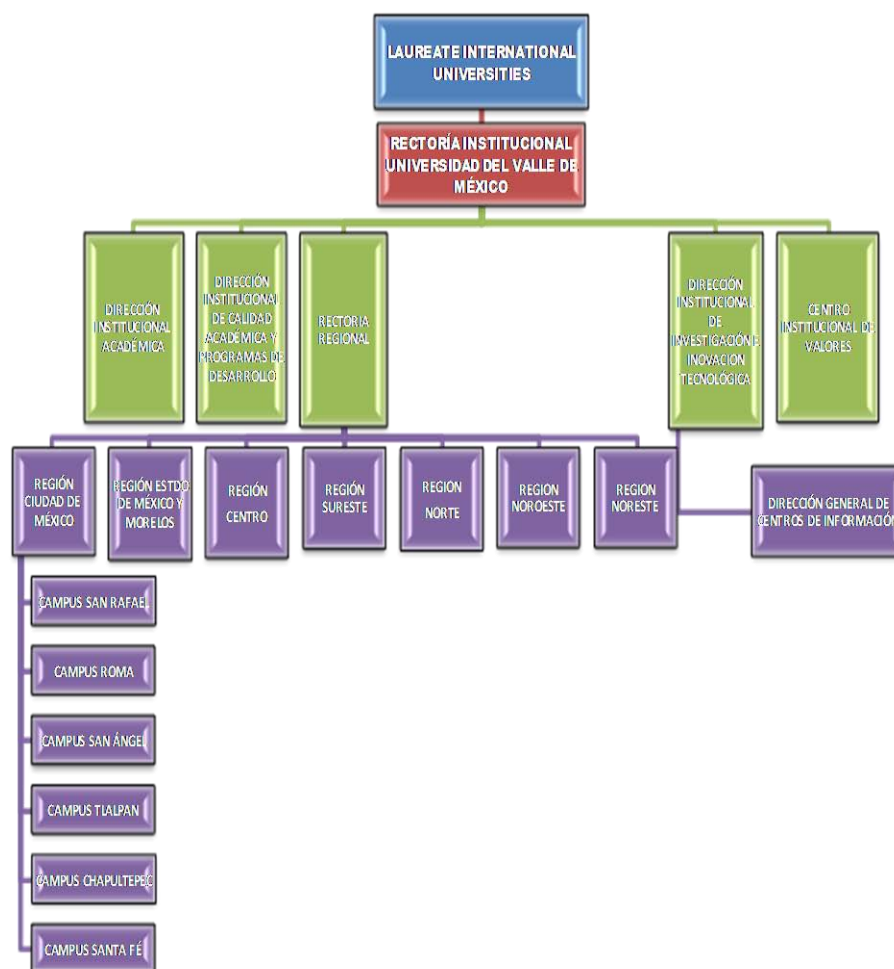 LAUREATE INTERNATIONAL
UNIVERSITIES
RECTORÍA INSTITUCIONAL
UNIVERSIDAD DEL VALLE DE
MÉXICO
DIRECCIÓN
INSTITUCIONAL
ACADÉMICA
DIRECCIÓN
INSTITUCIONAL
DE CALIDAD
ACADÉMICA Y
PROGRAMAS DE
DESARROLLO
RECTORIA
REGIONAL
DIRECCIÓN
INSTITUCIONAL
DE
INVESTIGACIÓN E
INOVACION
TECNOLÓGICA
CENTRO
INSTITUCIONAL DE
VALORES
REGIÓN
CIUDAD DE
MÉXICO
REGIÓN ESTDO
DE MÉXICO Y
MORELOS
REGIÓN
CENTRO
REGIÓN
SURESTE
REGION
NORTE
REGION
NOROESTE
REGION
NORESTE
DIRECCIÓN GENERAL DE
CENTROS DE INFORMACIÓN
CAMPUS SAN RAFAEL
CAMPUS ROMA
CAMPUS SAN ÁNGEL
CAMPUS TLALPAN
CAMPUS CHAPULTEPEC
CAMPUS SANTA FÉ